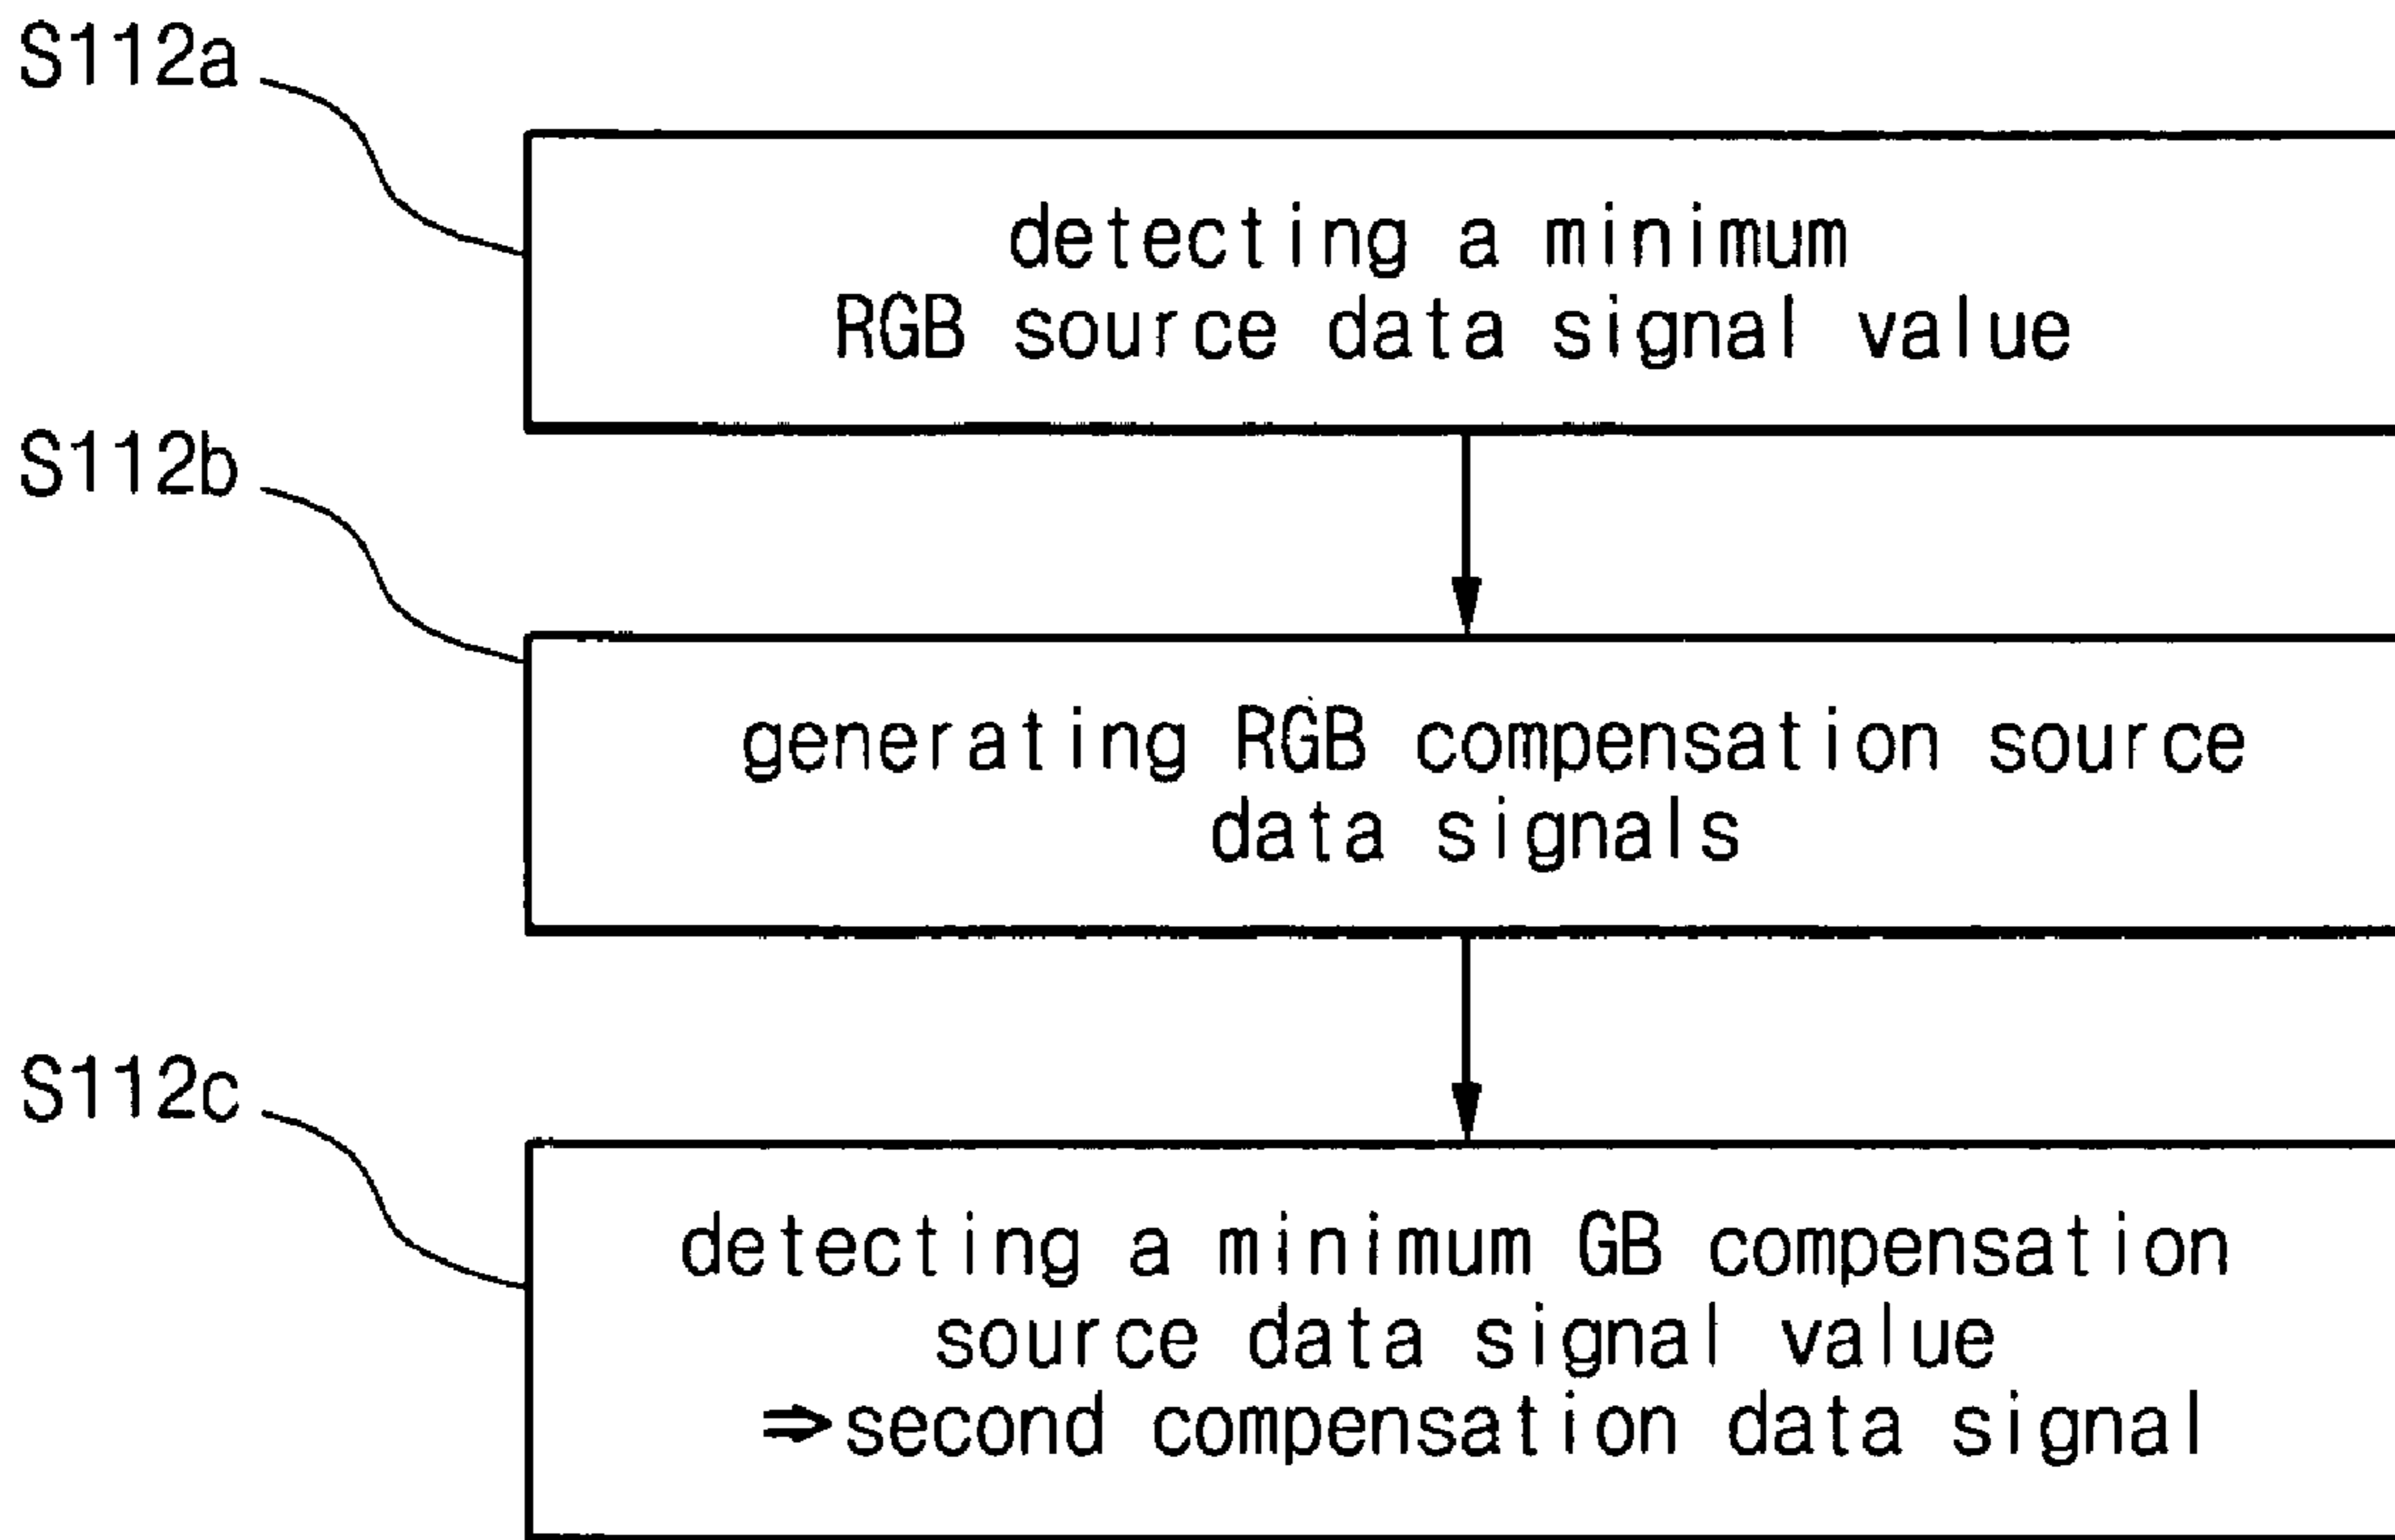 S112a
detecting a minimum
RGB source data signal value
S112b
generating RGB compensation source
data signals
S112c
detecting a minimum GB compensation
source data signal value
⇒second compensation data signal